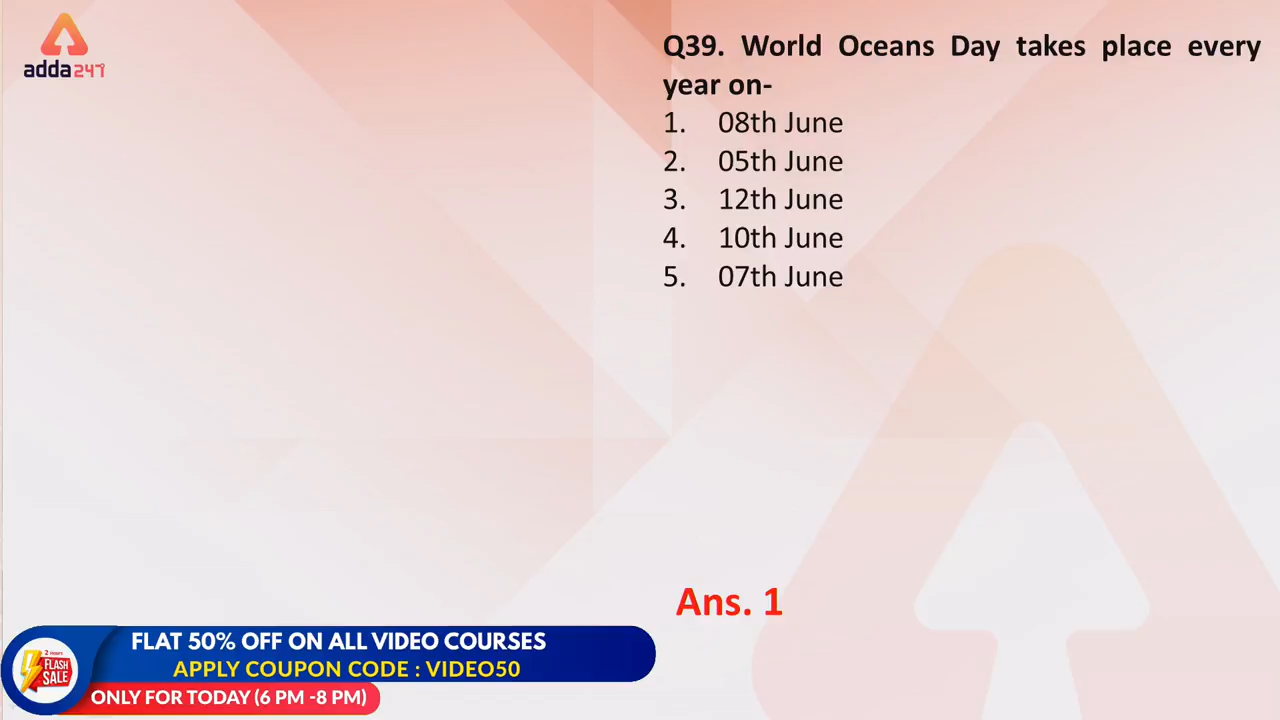 adda247
Q39. World Oceans Day takes place every
year on-
1. 08th June
2. 05th June
3. 12th June
4. 10th June
5. 07th June
Ans. 1
FLAT 50% OFF ON ALL VIDEO COURSES
APPLY COUPON CODE : VIDEO50
2 Hours
FLASH
SALE
ONLY FOR TODAY (6 PM -8 PM)